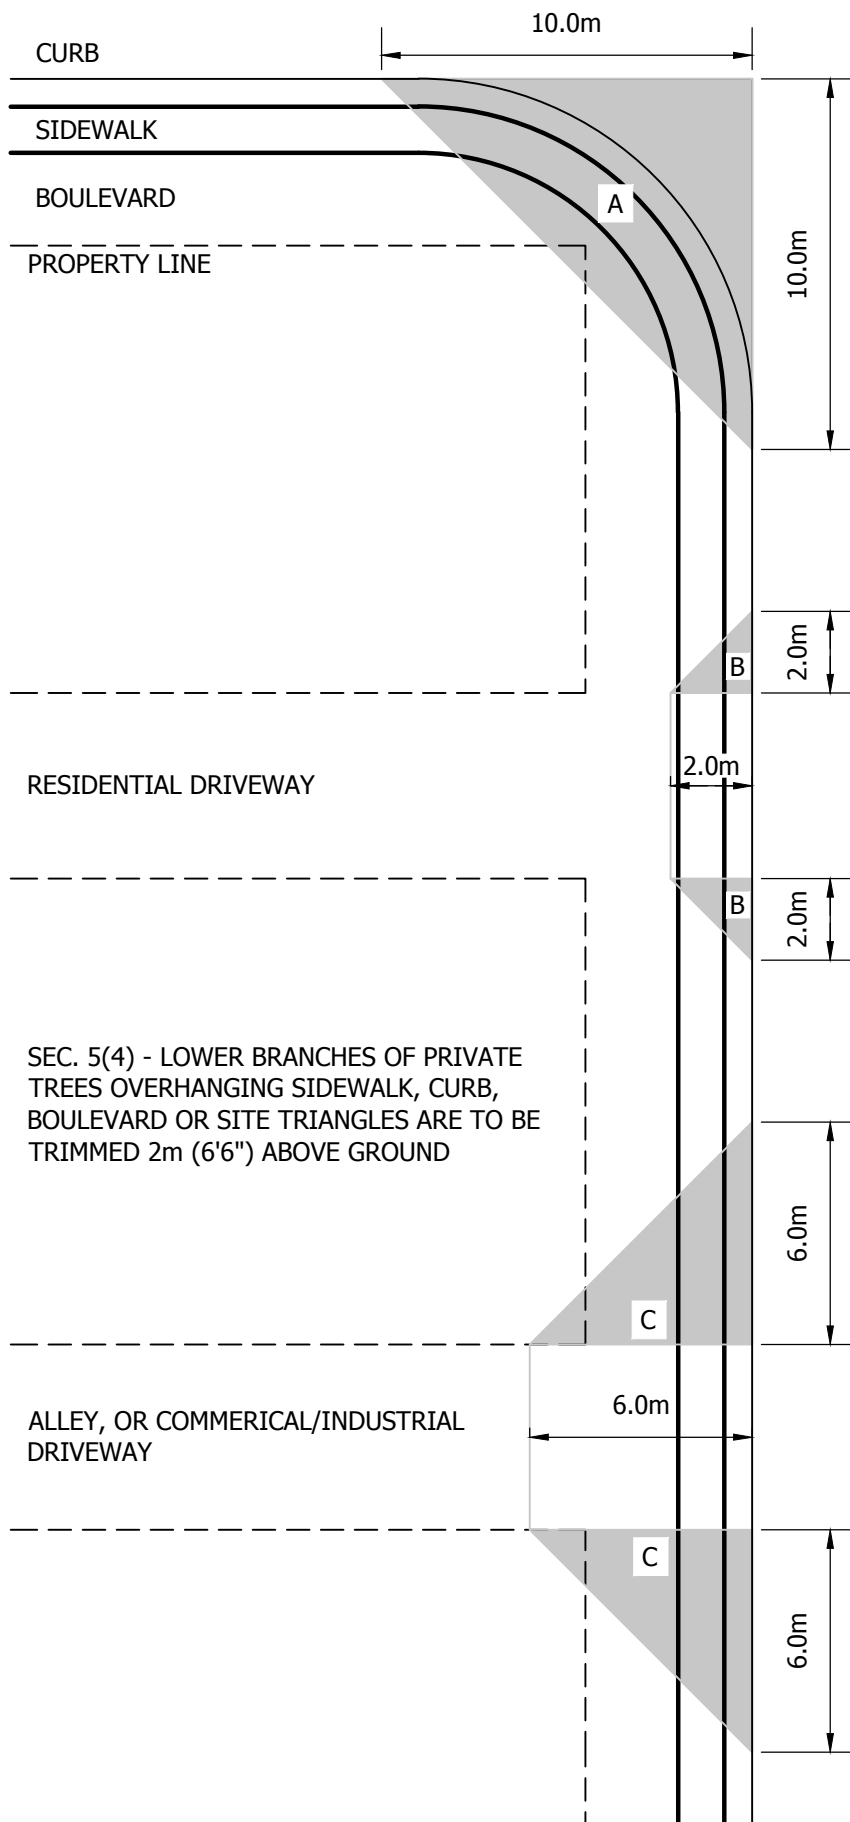 10.0m
CURB
SIDEWALK
BOULEVARD
A
10.0m
PROPERTY LINE
2.0m
B
2.0m
RESIDENTIAL DRIVEWAY
B
2.0m
SEC. 5(4) - LOWER BRANCHES OF PRIVATE
TREES OVERHANGING SIDEWALK, CURB,
BOULEVARD OR SITE TRIANGLES ARE TO BE
TRIMMED 2m (6'6") ABOVE GROUND
6.0m
C
6.0m
ALLEY, OR COMMERICAL/INDUSTRIAL
DRIVEWAY
C
6.0m